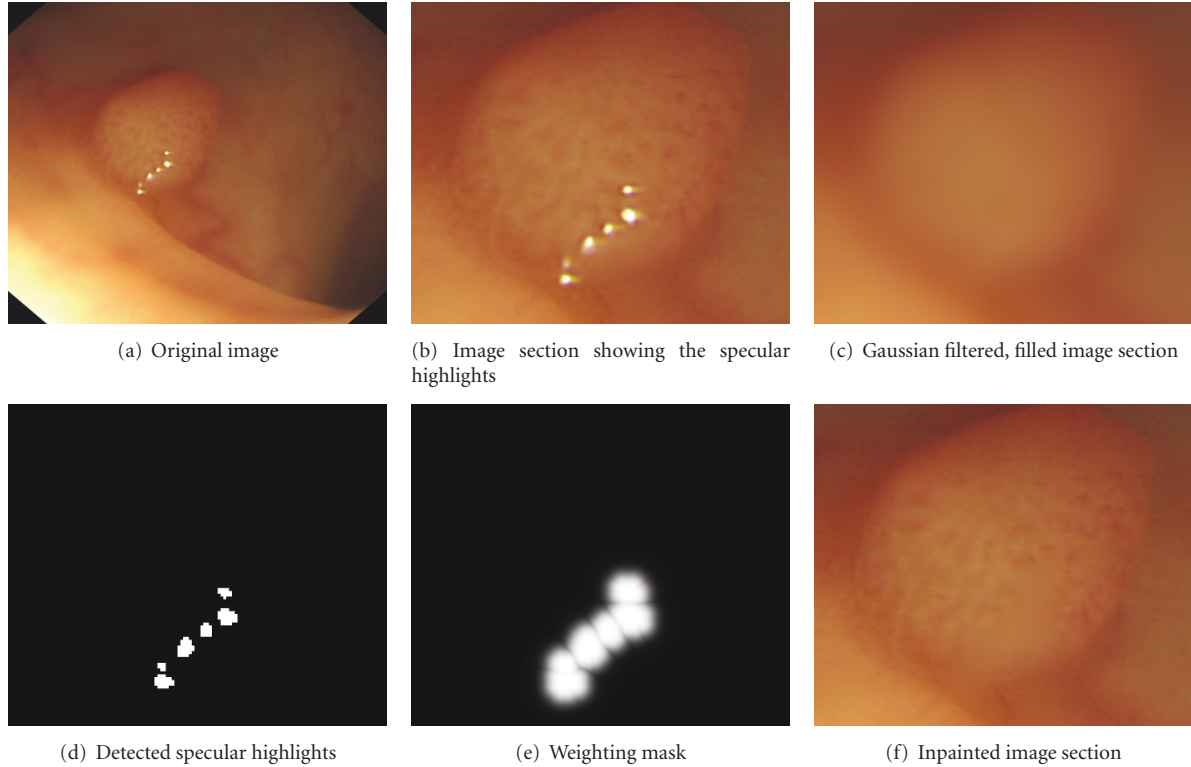 (a) Original image
(b) Image section showing the specular
highlights
(c) Gaussian filtered, filled image section
(d) Detected specular highlights
(e) Weighting mask
(f) Inpainted image section